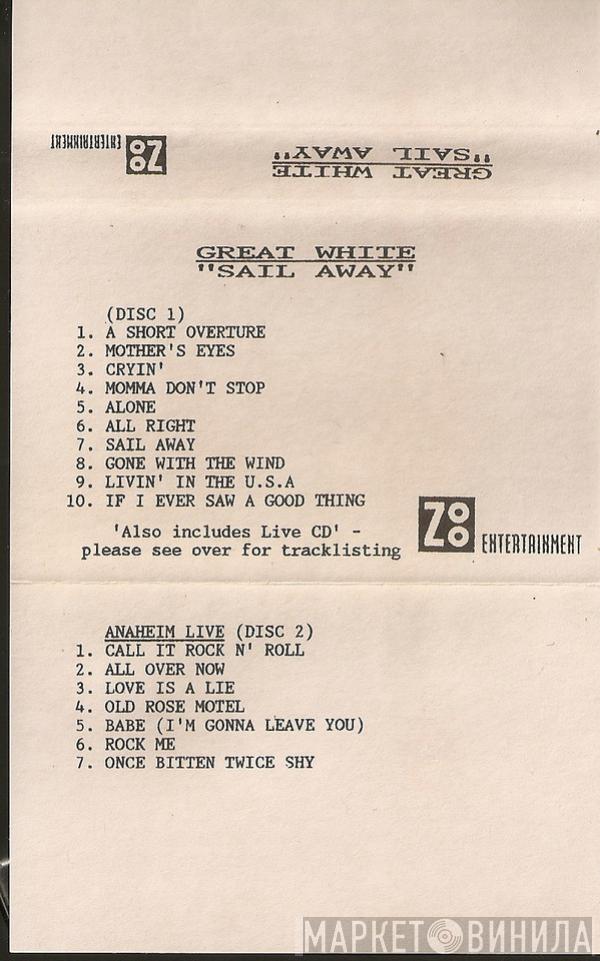 ZOO ENTERTAINMENT
GREAT WHITE
"SAIL AWAY"
GREAT WHITE
"SAIL AWAY"
(DISC 1)
1. A SHORT OVERTURE
2. MOTHER'S EYES
3. CRYIN'
4. MOMMA DON'T STOP
5. ALONE
6. ALL RIGHT
7. SAIL AWAY
8. GONE WITH THE WIND
9. LIVIN' IN THE U.S.A
10. IF I EVER SAW A GOOD THING
'Also includes Live CD' -
please see over for tracklisting
ZOO ENTERTAINMENT
ANAHEIM LIVE (DISC 2)
1. CALL IT ROCK N' ROLL
2. ALL OVER NOW
3. LOVE IS A LIE
4. OLD ROSE MOTEL
5. BABE (I'M GONNA LEAVE YOU)
6. ROCK ME
7. ONCE BITTEN TWICE SHY
МАРКЕТ ВИНИЛА